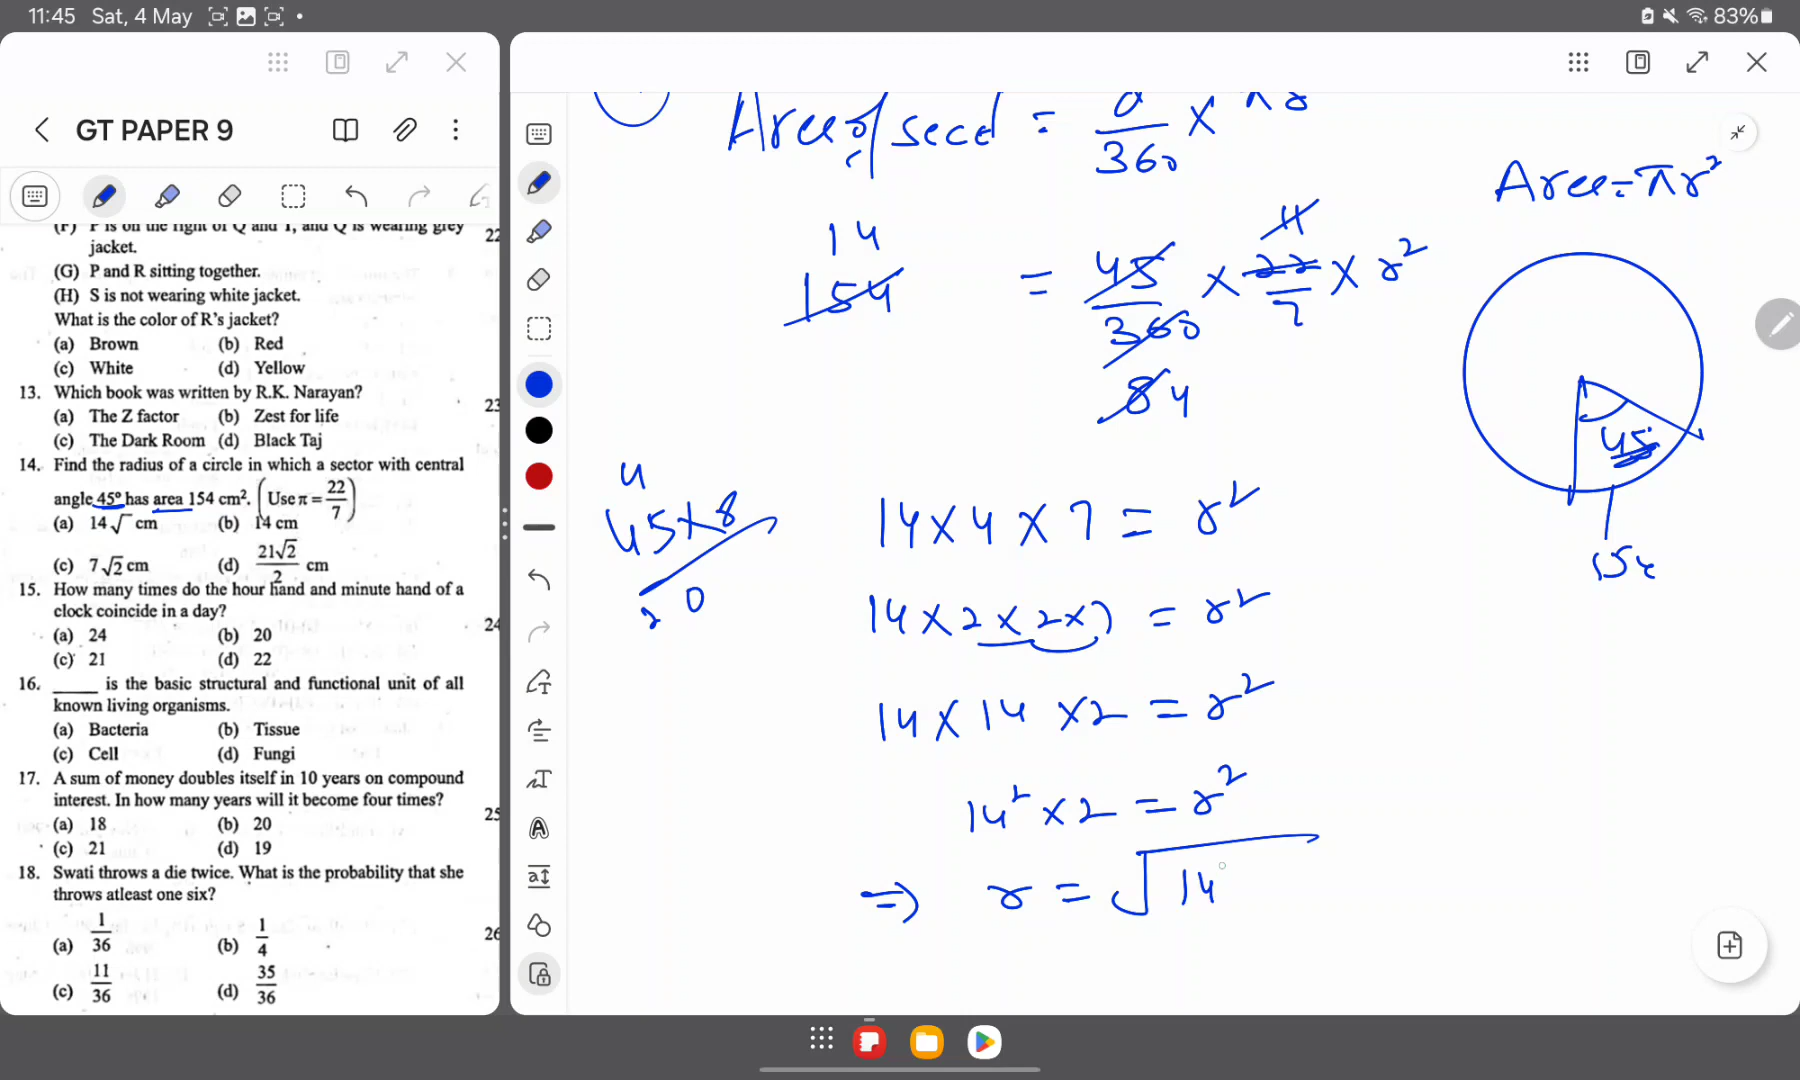 11:45 Sat, 4 May
83%
GT PAPER 9
(F) P is on the right of Q and T, and Q is wearing grey
jacket.
(G) P and R sitting together.
(H) S is not wearing white jacket.
What is the color of R's jacket?
(a) Brown (b) Red
(c) White (d) Yellow
13. Which book was written by R.K. Narayan?
(a) The Z factor (b) Zest for life
(c) The Dark Room (d) Black Taj
14. Find the radius of a circle in which a sector with central
angle 45° has area 154 cm². (Use π = 22/7)
(a) 14√ cm (b) 14 cm
(c) 7√2 cm (d) 21√2/2 cm
15. How many times do the hour hand and minute hand of a
clock coincide in a day?
(a) 24 (b) 20
(c) 21 (d) 22
16. ____ is the basic structural and functional unit of all
known living organisms.
(a) Bacteria (b) Tissue
(c) Cell (d) Fungi
17. A sum of money doubles itself in 10 years on compound
interest. In how many years will it become four times?
(a) 18 (b) 20
(c) 21 (d) 19
18. Swati throws a die twice. What is the probability that she
throws atleast one six?
(a) 1/36 (b) 1/4
(c) 11/36 (d) 35/36
22
23
24
25
26
Area of = /360 ×
Area = πr²
14 11
154 = 45/360 × 22/7 × r²
8 4
45
154
4
45 × 8
0
14 × 4 × 7 = r²
14 × 2 × 2 × 7 = r²
14 × 14 × 2 = r²
14² × 2 = r²
⇒ r = √14